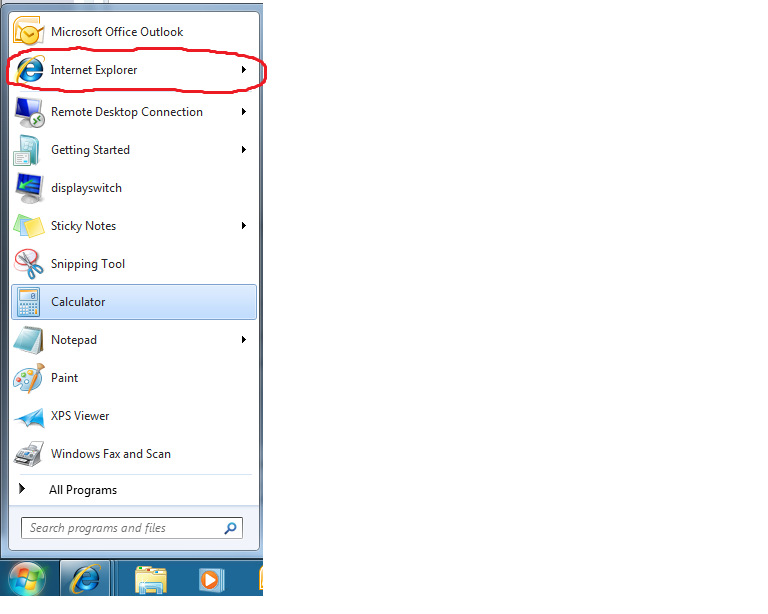 Microsoft Office Outlook
Internet Explorer
Remote Desktop Connection
Getting Started
displayswitch
Sticky Notes
Snipping Tool
Calculator
Notepad
Paint
XPS Viewer
Windows Fax and Scan
All Programs
Search programs and files